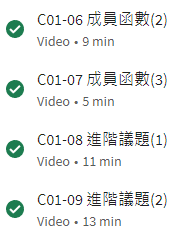 C01-06 成員函數(2)
Video • 9 min
C01-07 成員函數(3)
Video • 5 min
C01-08 進階議題(1)
Video • 11 min
C01-09 進階議題(2)
Video • 13 min